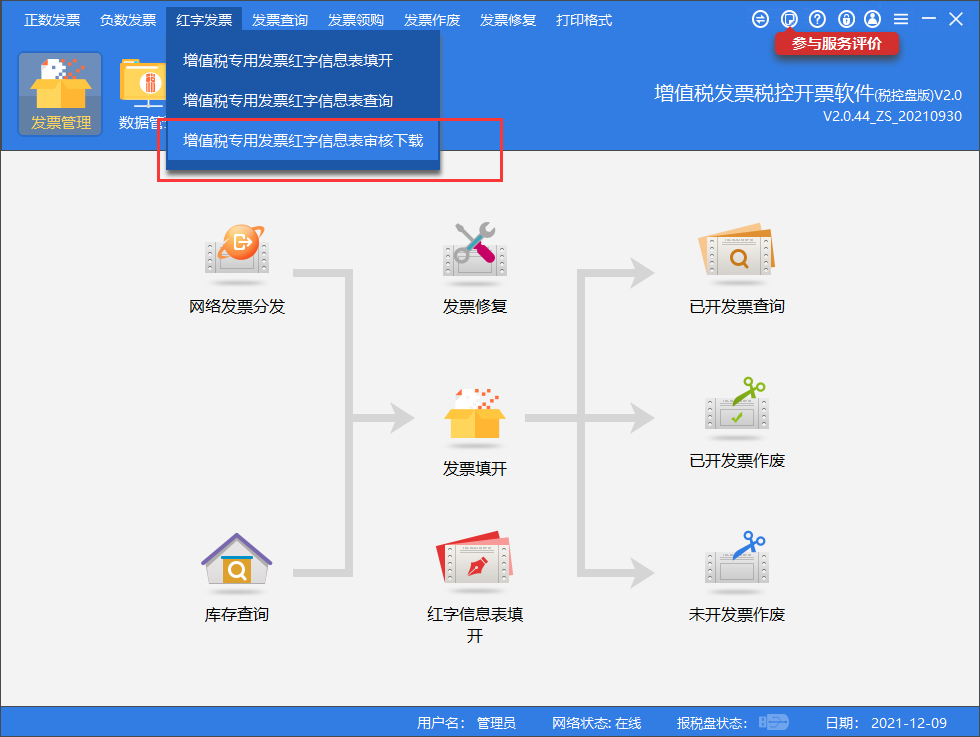 正数发票 负数发票 红字发票 发票查询 发票领购 发票作废 发票修复 打印格式
参与服务评价
增值税专用发票红字信息表填开
增值税专用发票红字信息表查询
增值税专用发票红字信息表审核下载
发票管理
数据管
增值税发票税控开票软件(税控盘版)V2.0
V2.0.44_ZS_20210930
网络发票分发
发票修复
已开发票查询
发票填开
已开发票作废
库存查询
红字信息表填
开
未开发票作废
用户名： 管理员 网络状态: 在线 报税盘状态： 日期： 2021-12-09